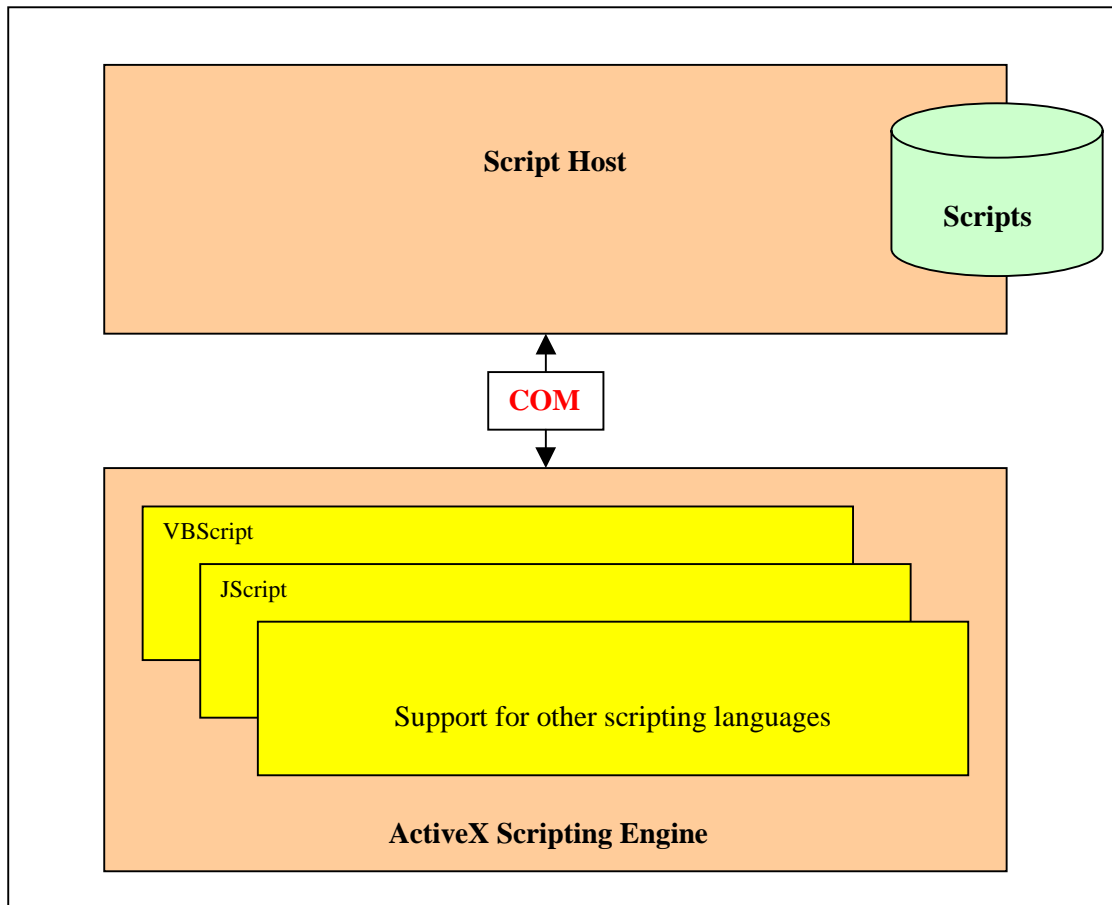 Script Host
Scripts
COM
VBScript
JScript
Support for other scripting languages
ActiveX Scripting Engine